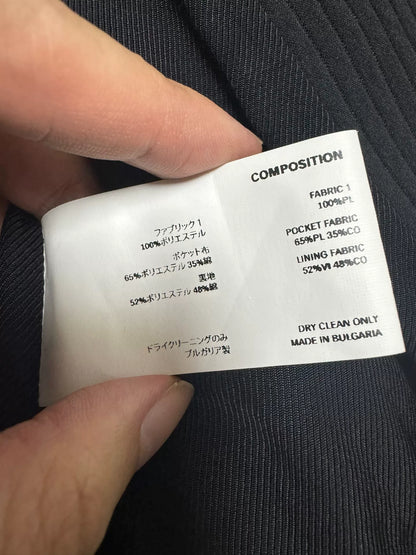 COMPOSITION
FABRIC 1
100%PL
POCKET FABRIC
65%PL 35%CO
LINING FABRIC
52%VI 48%CO
DRY CLEAN ONLY
MADE IN BULGARIA
ファブリック 1
100%ポリエステル
ポケット布
65%ポリエステル 35%綿
裏地
52%ポリエステル 48%綿
ドライクリーニングのみ
ブルガリア製